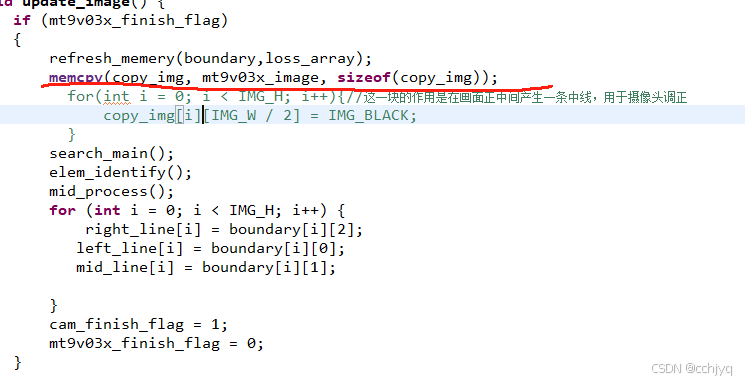 update_image() {
if (mt9v03x_finish_flag)
{
refresh_memery(boundary,loss_array);
memcpy(copy_img, mt9v03x_image, sizeof(copy_img));
for(int i = 0; i < IMG_H; i++){//这一块的作用是在画面正中间产生一条中线，用于摄像头调正
copy_img[i][IMG_W / 2] = IMG_BLACK;
}
search_main();
elem_identify();
mid_process();
for (int i = 0; i < IMG_H; i++) {
right_line[i] = boundary[i][2];
left_line[i] = boundary[i][0];
mid_line[i] = boundary[i][1];
}
cam_finish_flag = 1;
mt9v03x_finish_flag = 0;
}
CSDN @cchjyq